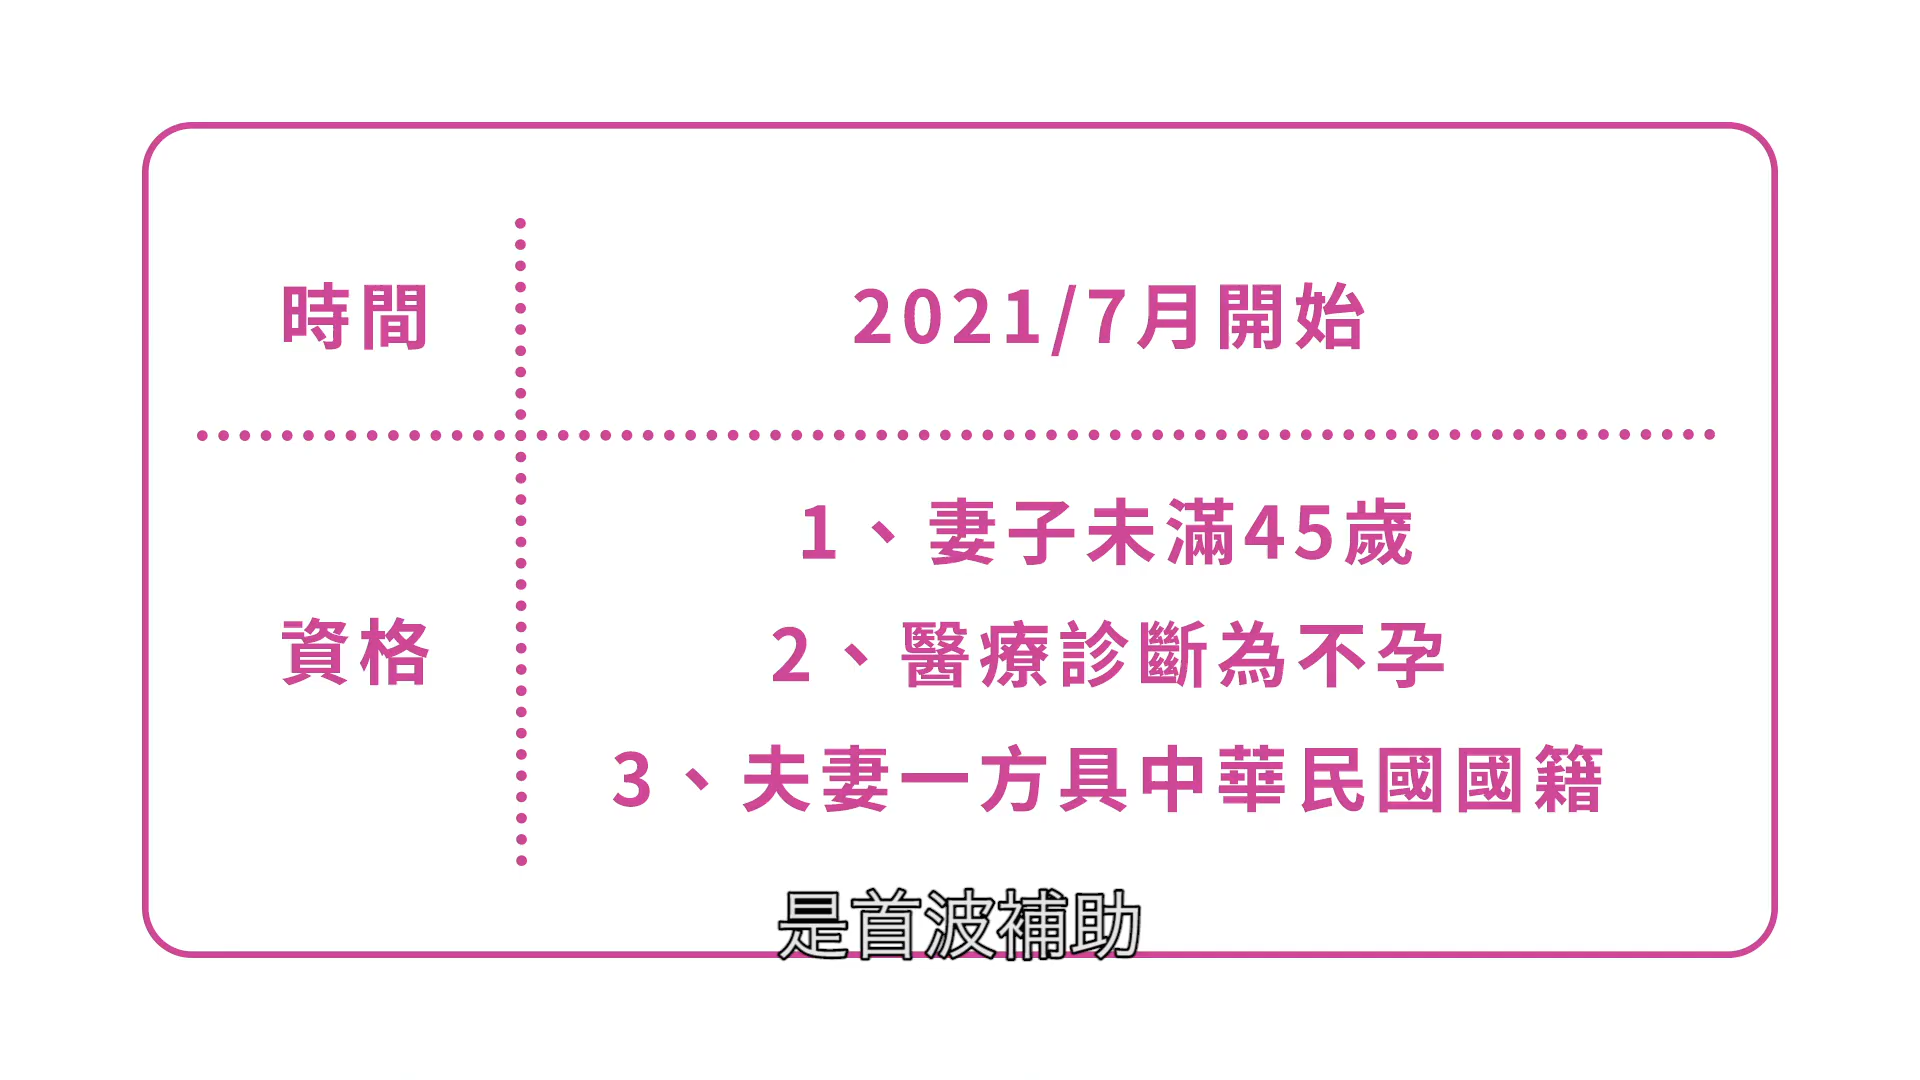 時間
2021/7月開始
資格
1、妻子未滿45歲
2、醫療診斷為不孕
3、夫妻一方具中華民國國籍
是首波補助